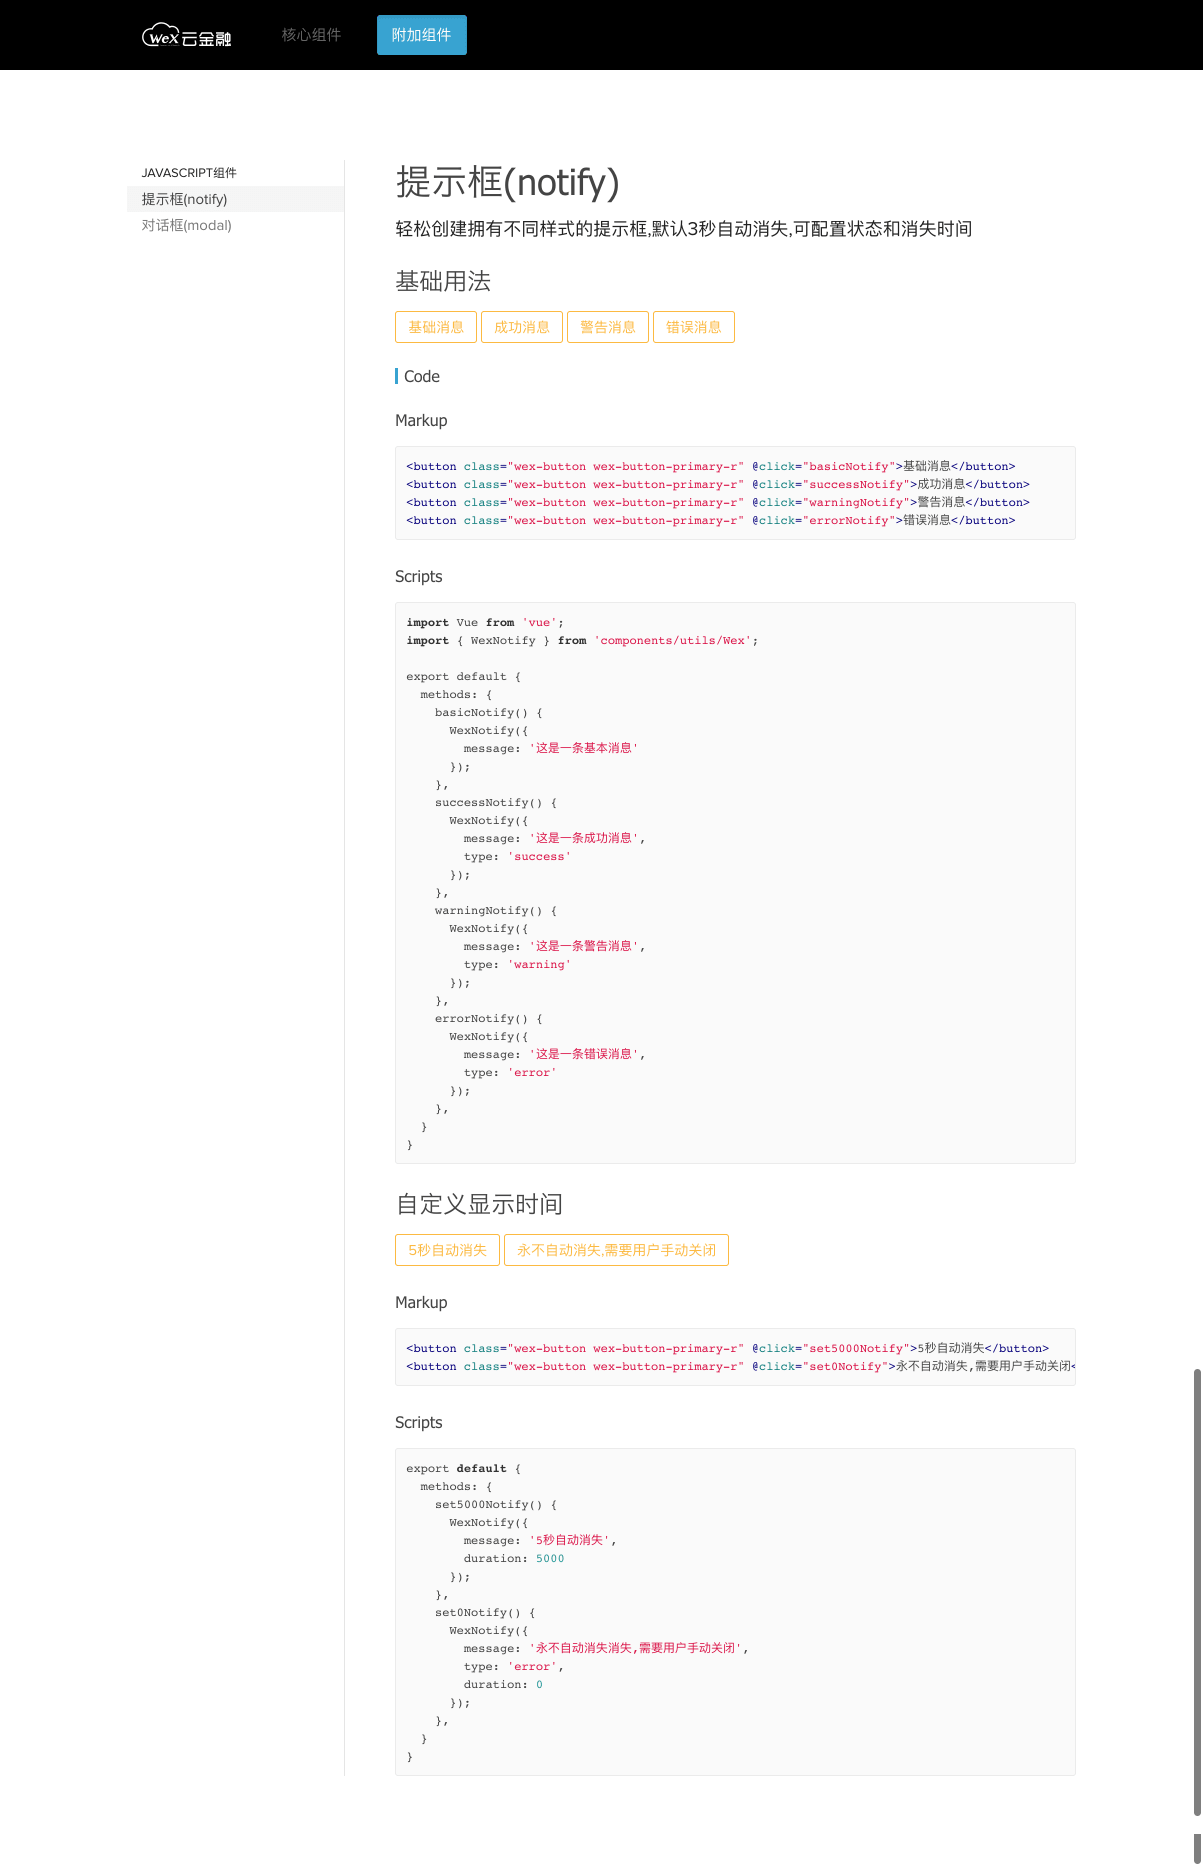 WeX云金融
核心组件
附加组件
JAVASCRIPT组件
提示框(notify)
对话框(modal)
提示框(notify)
轻松创建拥有不同样式的提示框,默认3秒自动消失,可配置状态和消失时间
基础用法
基础消息 成功消息 警告消息 错误消息
Code
Markup
<button class="wex-button wex-button-primary-r" @click="basicNotify">基础消息</button>
<button class="wex-button wex-button-primary-r" @click="successNotify">成功消息</button>
<button class="wex-button wex-button-primary-r" @click="warningNotify">警告消息</button>
<button class="wex-button wex-button-primary-r" @click="errorNotify">错误消息</button>
Scripts
import Vue from 'vue';
import { WexNotify } from 'components/utils/Wex';
export default {
methods: {
basicNotify() {
WexNotify({
message: '这是一条基本消息'
});
},
successNotify() {
WexNotify({
message: '这是一条成功消息',
type: 'success'
});
},
warningNotify() {
WexNotify({
message: '这是一条警告消息',
type: 'warning'
});
},
errorNotify() {
WexNotify({
message: '这是一条错误消息',
type: 'error'
});
},
}
}
自定义显示时间
5秒自动消失 永不自动消失,需要用户手动关闭
Markup
<button class="wex-button wex-button-primary-r" @click="set5000Notify">5秒自动消失</button>
<button class="wex-button wex-button-primary-r" @click="set0Notify">永不自动消失,需要用户手动关闭<
Scripts
export default {
methods: {
set5000Notify() {
WexNotify({
message: '5秒自动消失',
duration: 5000
});
},
set0Notify() {
WexNotify({
message: '永不自动消失消失,需要用户手动关闭',
type: 'error',
duration: 0
});
},
}
}